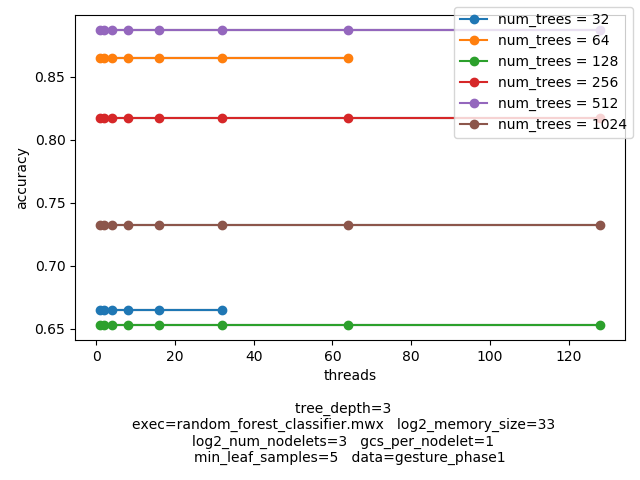 num_trees = 32
num_trees = 64
num_trees = 128
num_trees = 256
num_trees = 512
num_trees = 1024
accuracy
0.85
0.80
0.75
0.70
0.65
0 20 40 60 80 100 120
threads
tree_depth=3
exec=random_forest_classifier.mwx log2_memory_size=33
log2_num_nodelets=3 gcs_per_nodelet=1
min_leaf_samples=5 data=gesture_phase1